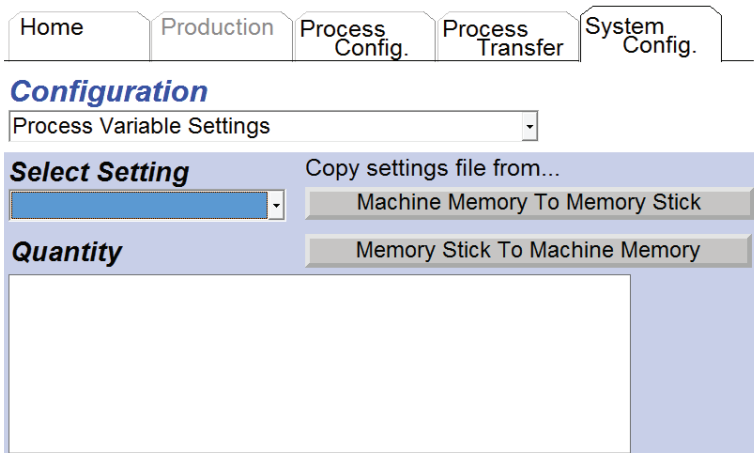 Home
Production
Process
Config.
Process
Transfer
System
Config.
Configuration
Process Variable Settings
Select Setting
Copy settings file from...
Machine Memory To Memory Stick
Quantity
Memory Stick To Machine Memory